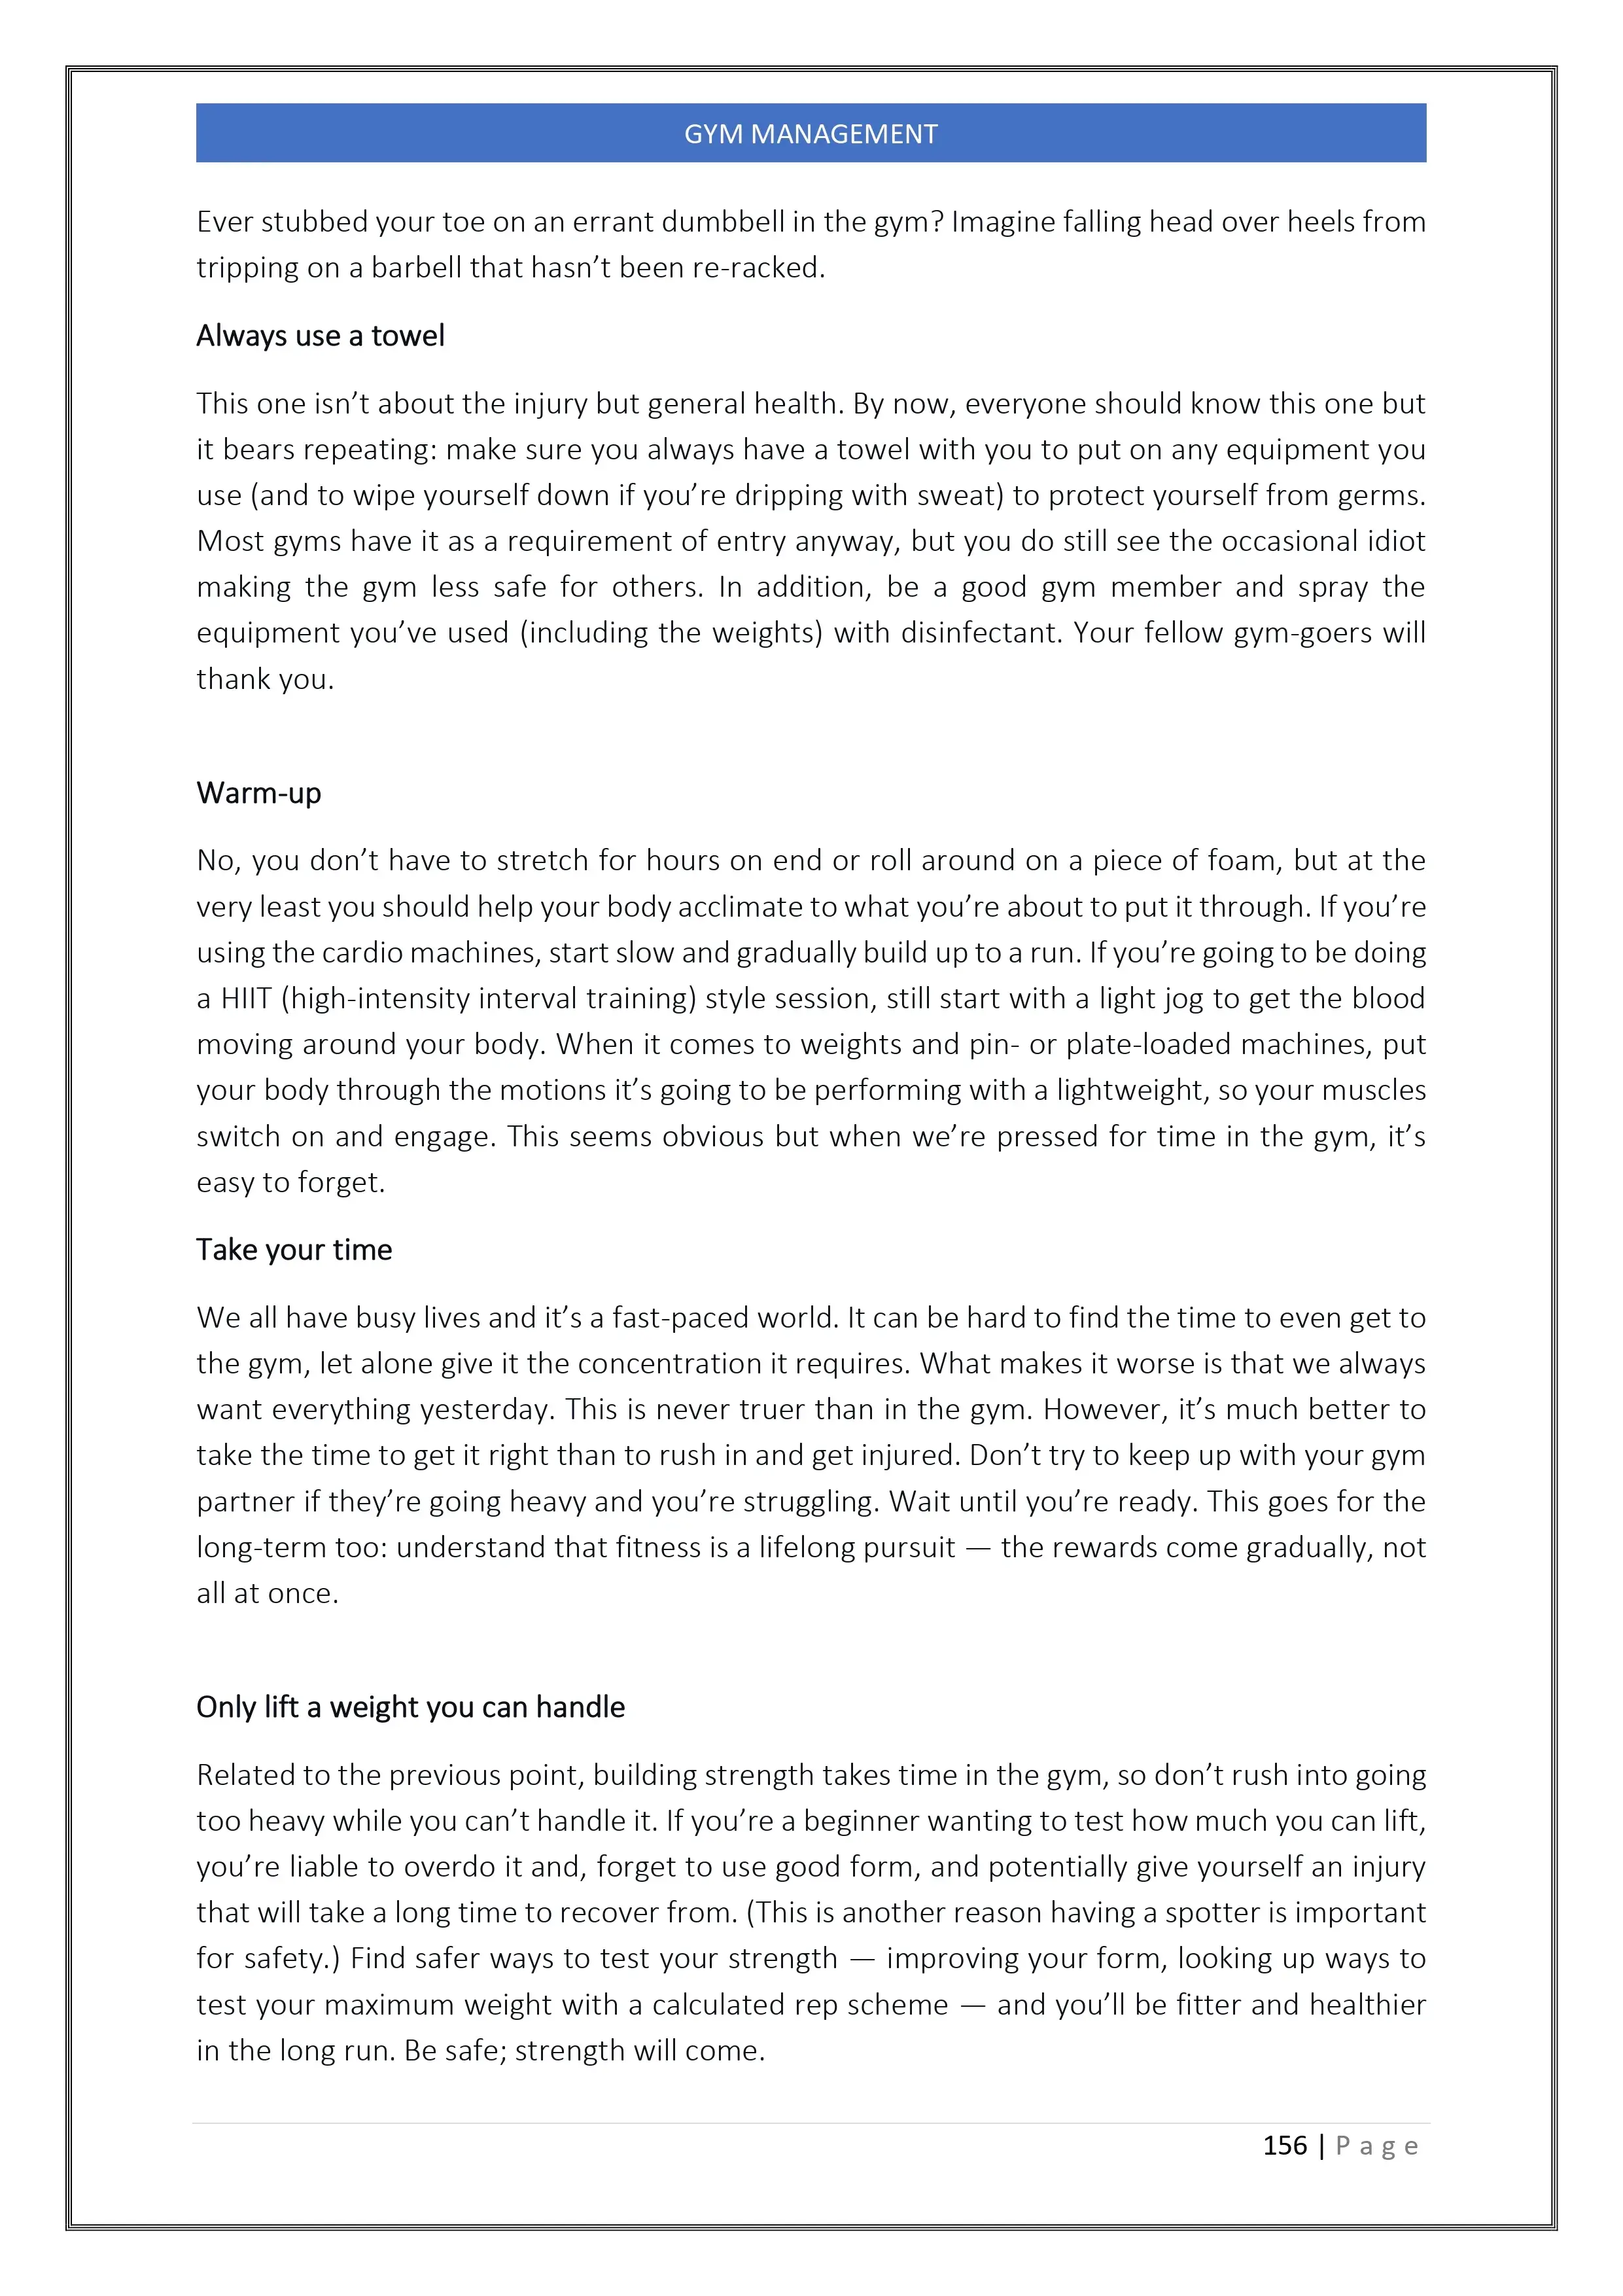 GYM MANAGEMENT
Ever stubbed your toe on an errant dumbbell in the gym? Imagine falling head over heels from
tripping on a barbell that hasn’t been re-racked.
Always use a towel
This one isn’t about the injury but general health. By now, everyone should know this one but
it bears repeating: make sure you always have a towel with you to put on any equipment you
use (and to wipe yourself down if you’re dripping with sweat) to protect yourself from germs.
Most gyms have it as a requirement of entry anyway, but you do still see the occasional idiot
making the gym less safe for others. In addition, be a good gym member and spray the
equipment you’ve used (including the weights) with disinfectant. Your fellow gym-goers will
thank you.
Warm-up
No, you don’t have to stretch for hours on end or roll around on a piece of foam, but at the
very least you should help your body acclimate to what you’re about to put it through. If you’re
using the cardio machines, start slow and gradually build up to a run. If you’re going to be doing
a HIIT (high-intensity interval training) style session, still start with a light jog to get the blood
moving around your body. When it comes to weights and pin- or plate-loaded machines, put
your body through the motions it’s going to be performing with a lightweight, so your muscles
switch on and engage. This seems obvious but when we’re pressed for time in the gym, it’s
easy to forget.
Take your time
We all have busy lives and it’s a fast-paced world. It can be hard to find the time to even get to
the gym, let alone give it the concentration it requires. What makes it worse is that we always
want everything yesterday. This is never truer than in the gym. However, it’s much better to
take the time to get it right than to rush in and get injured. Don’t try to keep up with your gym
partner if they’re going heavy and you’re struggling. Wait until you’re ready. This goes for the
long-term too: understand that fitness is a lifelong pursuit — the rewards come gradually, not
all at once.
Only lift a weight you can handle
Related to the previous point, building strength takes time in the gym, so don’t rush into going
too heavy while you can’t handle it. If you’re a beginner wanting to test how much you can lift,
you’re liable to overdo it and, forget to use good form, and potentially give yourself an injury
that will take a long time to recover from. (This is another reason having a spotter is important
for safety.) Find safer ways to test your strength — improving your form, looking up ways to
test your maximum weight with a calculated rep scheme — and you’ll be fitter and healthier
in the long run. Be safe; strength will come.
156 | P a g e